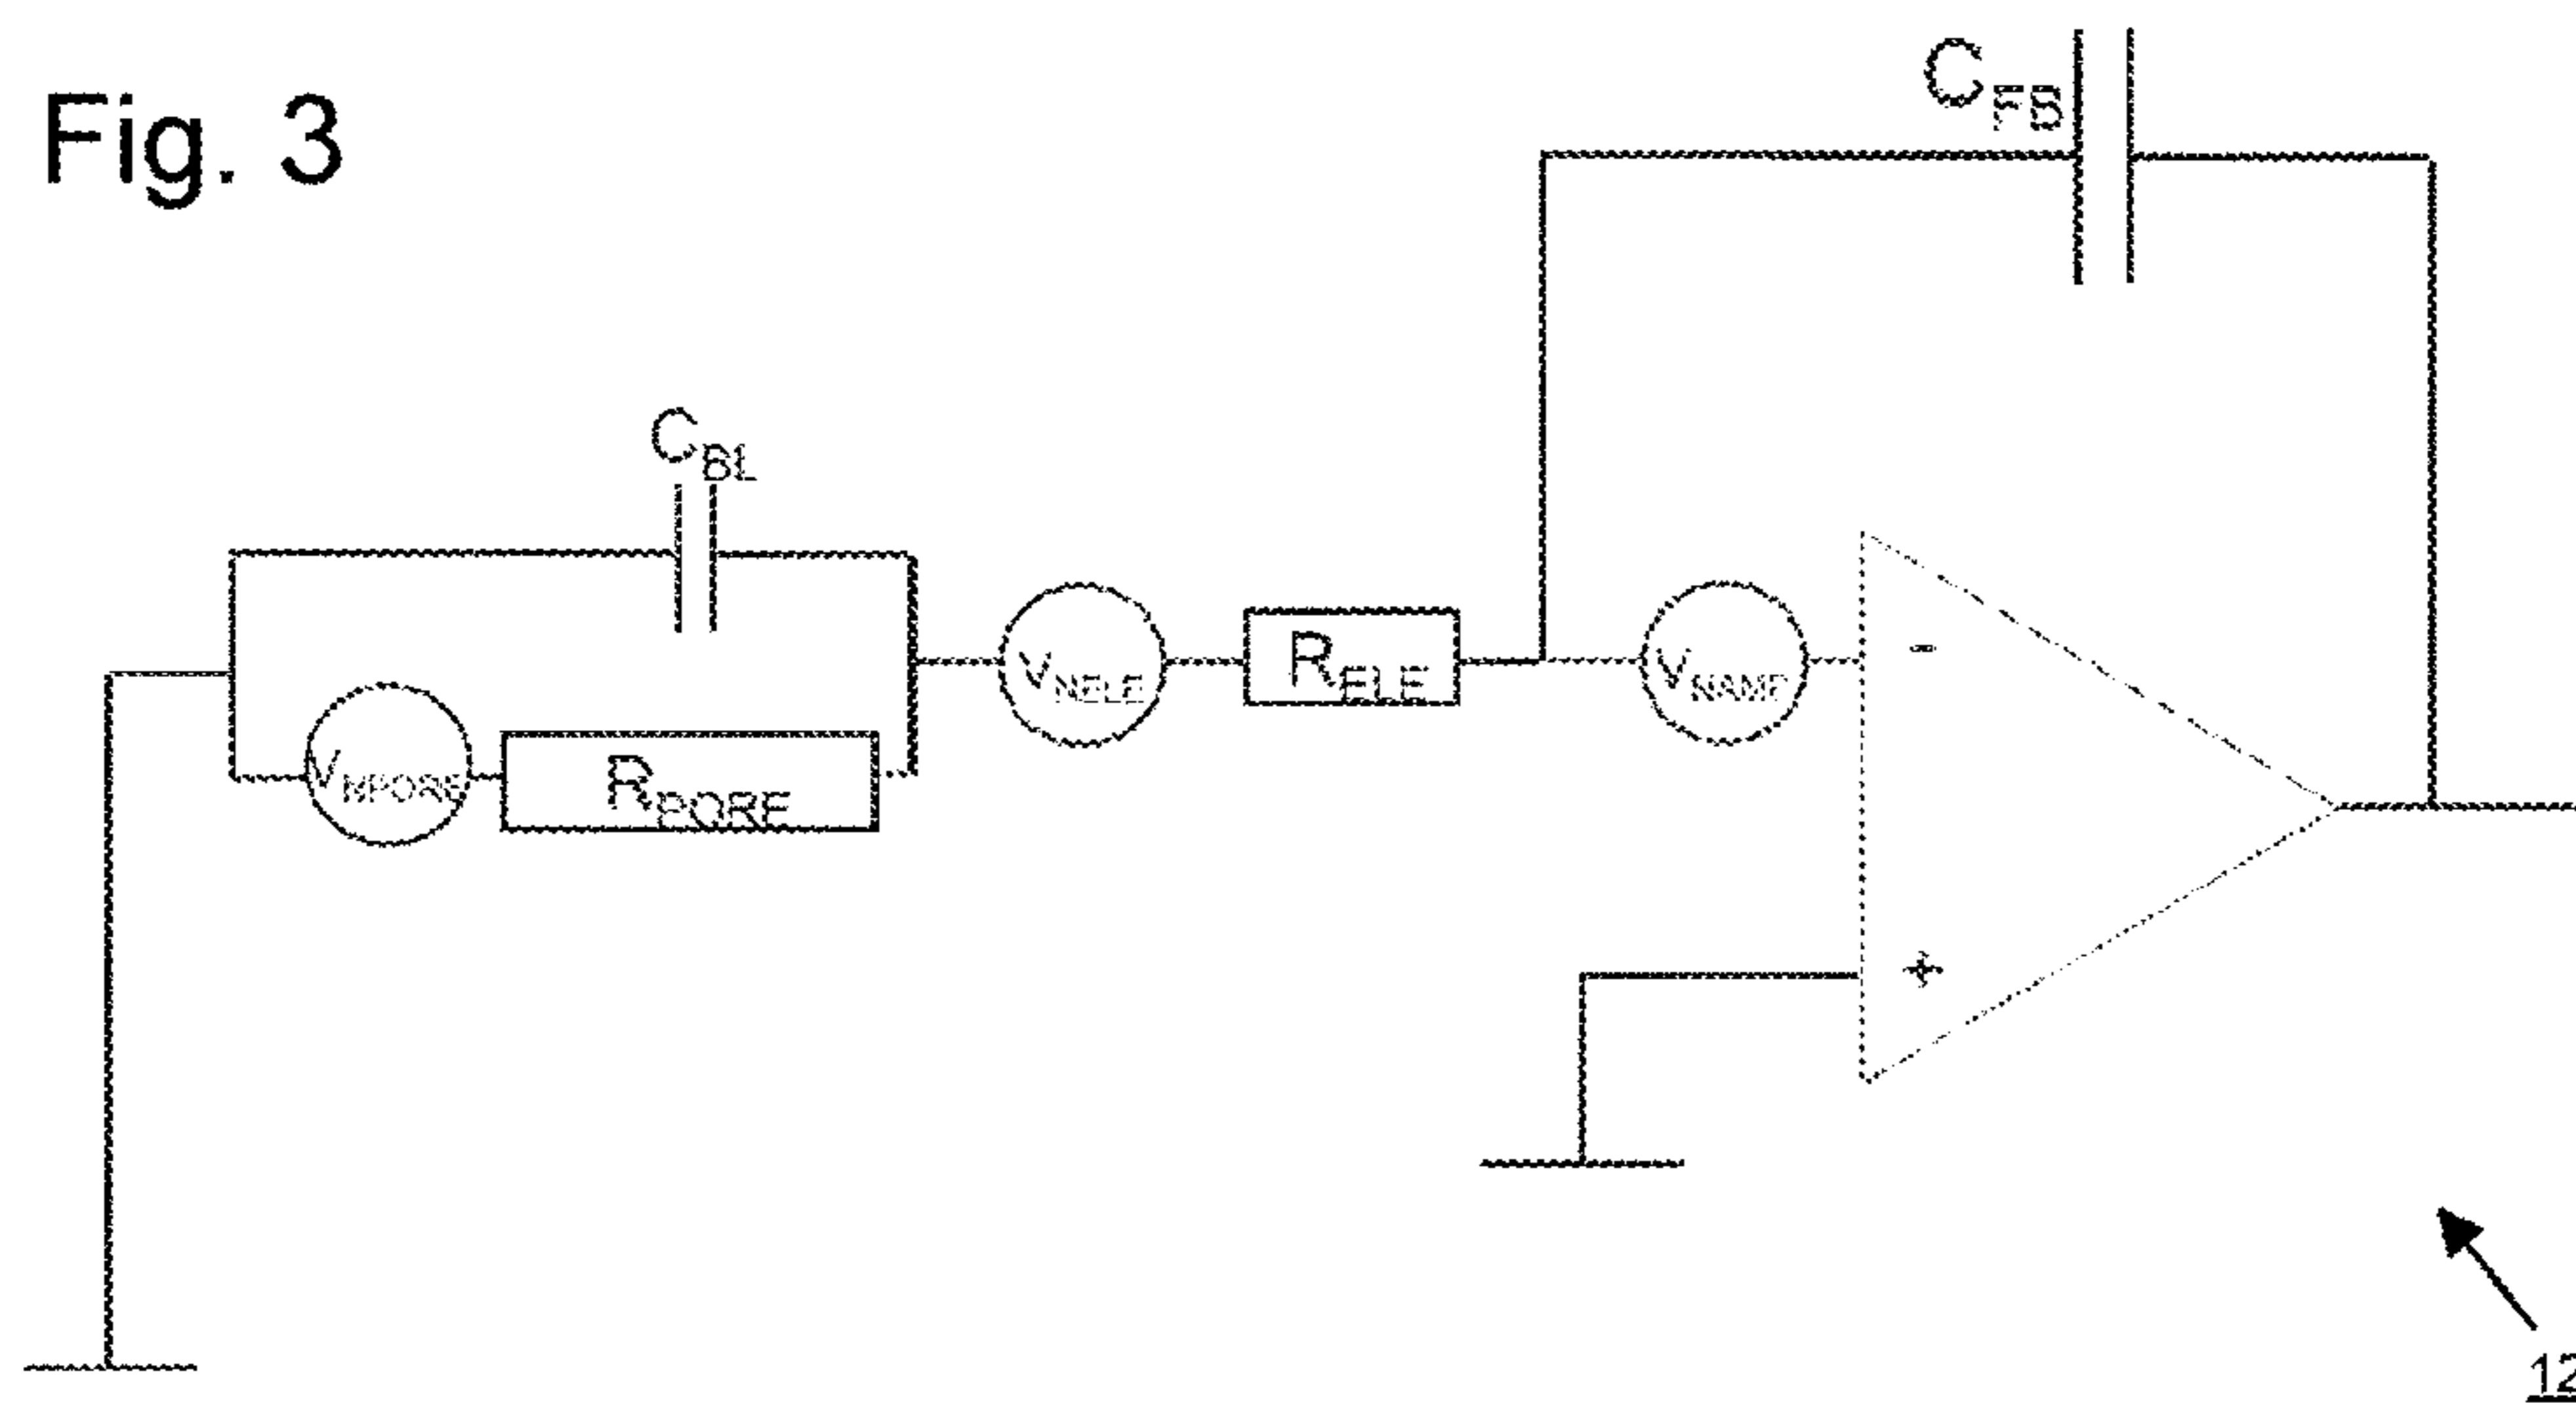 Fig. 3
C_FB
C_BL
V_NELE
R_ELE
V_NAMP
-
V_NPORE
R_PORE
+
12